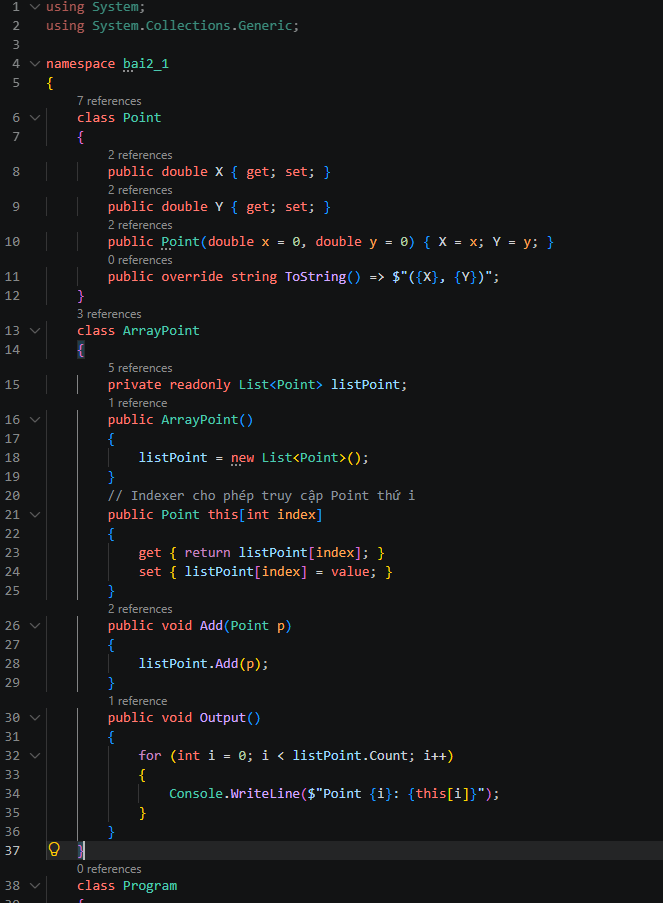 1 using System;
2 using System.Collections.Generic;
3
4 namespace bai2_1
5 {
7 references
6 class Point
7 {
2 references
8 public double X { get; set; }
2 references
9 public double Y { get; set; }
2 references
10 public Point(double x = 0, double y = 0) { X = x; Y = y; }
0 references
11 public override string ToString() => $"({X}, {Y})";
12 }
3 references
13 class ArrayPoint
14 {
5 references
15 private readonly List<Point> listPoint;
1 reference
16 public ArrayPoint()
17 {
18 listPoint = new List<Point>();
19 }
20 // Indexer cho phép truy cập Point thứ i
21 public Point this[int index]
22 {
23 get { return listPoint[index]; }
24 set { listPoint[index] = value; }
25 }
2 references
26 public void Add(Point p)
27 {
28 listPoint.Add(p);
29 }
1 reference
30 public void Output()
31 {
32 for (int i = 0; i < listPoint.Count; i++)
33 {
34 Console.WriteLine($"Point {i}: {this[i]}");
35 }
36 }
37 }
0 references
38 class Program